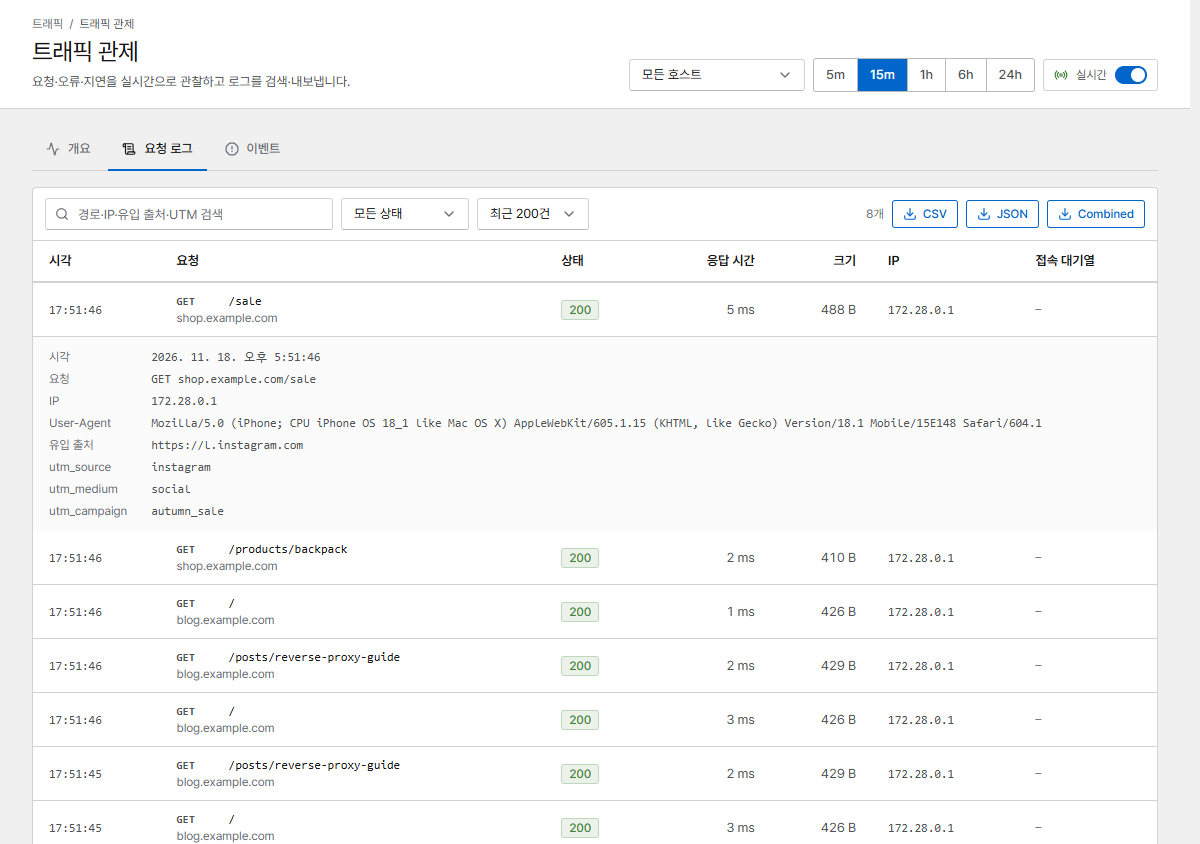 트래픽 / 트래픽 관제
트래픽 관제
요청·오류·지연을 실시간으로 관찰하고 로그를 검색·내보냅니다.
모든 호스트 5m 15m 1h 6h 24h 실시간
개요 요청 로그 이벤트
경로·IP·유입 출처·UTM 검색 모든 상태 최근 200건 8개 CSV JSON Combined
시각 요청 상태 응답 시간 크기 IP 접속 대기열
17:51:46 GET /sale 200 5 ms 488 B 172.28.0.1 –
shop.example.com
시각 2026. 11. 18. 오후 5:51:46
요청 GET shop.example.com/sale
IP 172.28.0.1
User-Agent Mozilla/5.0 (iPhone; CPU iPhone OS 18_1 like Mac OS X) AppleWebKit/605.1.15 (KHTML, like Gecko) Version/18.1 Mobile/15E148 Safari/604.1
유입 출처 https://l.instagram.com
utm_source instagram
utm_medium social
utm_campaign autumn_sale
17:51:46 GET /products/backpack 200 2 ms 410 B 172.28.0.1 –
shop.example.com
17:51:46 GET / 200 1 ms 426 B 172.28.0.1 –
blog.example.com
17:51:46 GET /posts/reverse-proxy-guide 200 2 ms 429 B 172.28.0.1 –
blog.example.com
17:51:46 GET / 200 3 ms 426 B 172.28.0.1 –
blog.example.com
17:51:45 GET /posts/reverse-proxy-guide 200 2 ms 429 B 172.28.0.1 –
blog.example.com
17:51:45 GET / 200 3 ms 426 B 172.28.0.1 –
blog.example.com